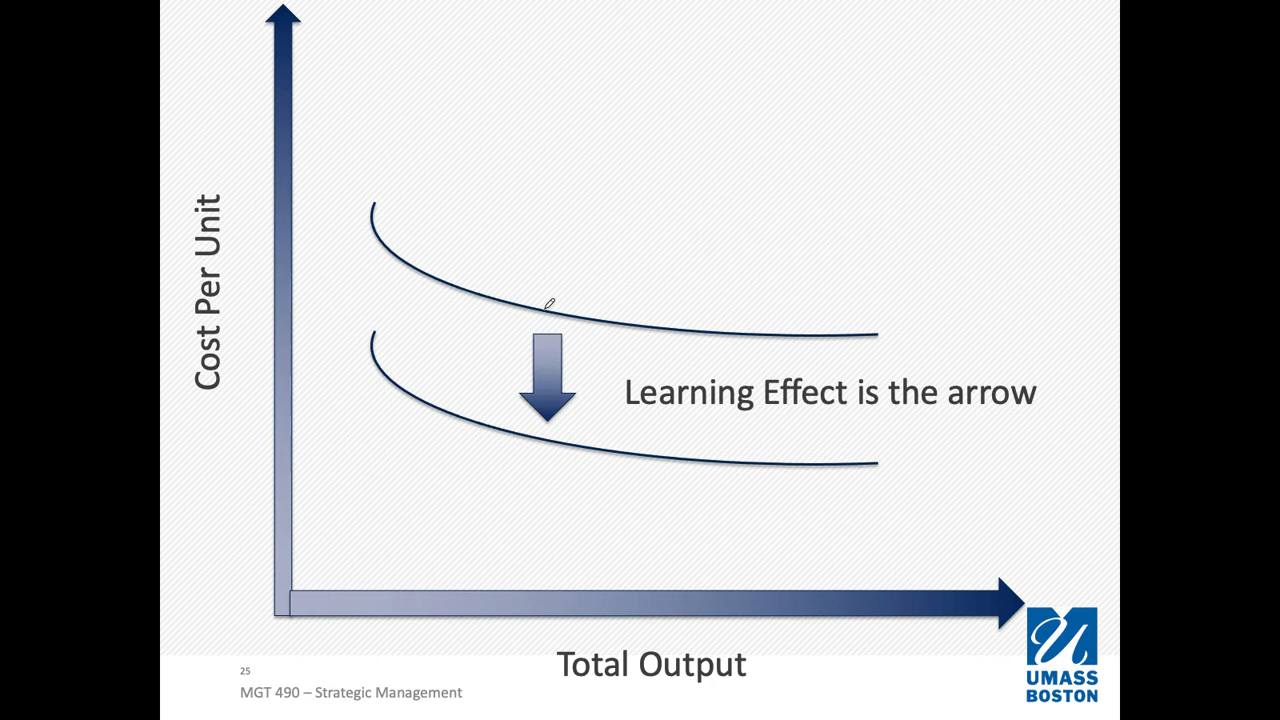 Cost Per Unit
Learning Effect is the arrow
Total Output
25
MGT 490 – Strategic Management
UMASS
BOSTON